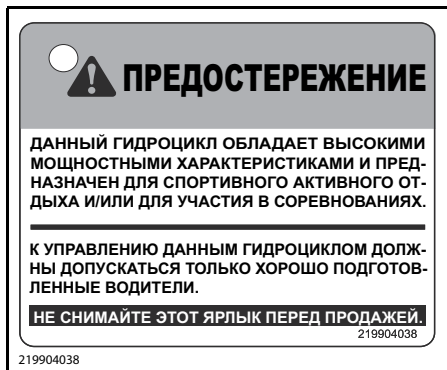 ПРЕДОСТЕРЕЖЕНИЕ
ДАННЫЙ ГИДРОЦИКЛ ОБЛАДАЕТ ВЫСОКИМИ
МОЩНОСТНЫМИ ХАРАКТЕРИСТИКАМИ И ПРЕД-
НАЗНАЧЕН ДЛЯ СПОРТИВНОГО АКТИВНОГО ОТ-
ДЫХА И/ИЛИ ДЛЯ УЧАСТИЯ В СОРЕВНОВАНИЯХ.
К УПРАВЛЕНИЮ ДАННЫМ ГИДРОЦИКЛОМ ДОЛЖ-
НЫ ДОПУСКАТЬСЯ ТОЛЬКО ХОРОШО ПОДГОТОВ-
ЛЕННЫЕ ВОДИТЕЛИ.
НЕ СНИМАЙТЕ ЭТОТ ЯРЛЫК ПЕРЕД ПРОДАЖЕЙ.
219904038
219904038